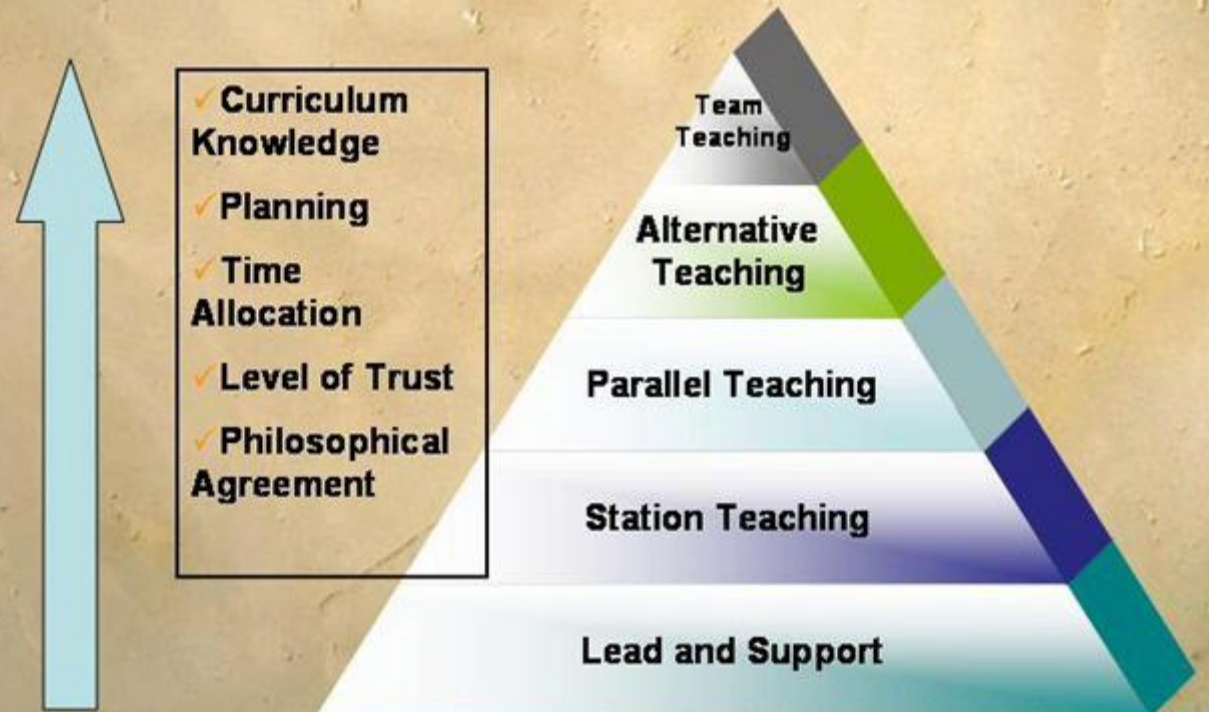 ✓Curriculum
Knowledge
✓Planning
✓Time
Allocation
✓Level of Trust
✓Philosophical
Agreement
Team
Teaching
Alternative
Teaching
Parallel Teaching
Station Teaching
Lead and Support